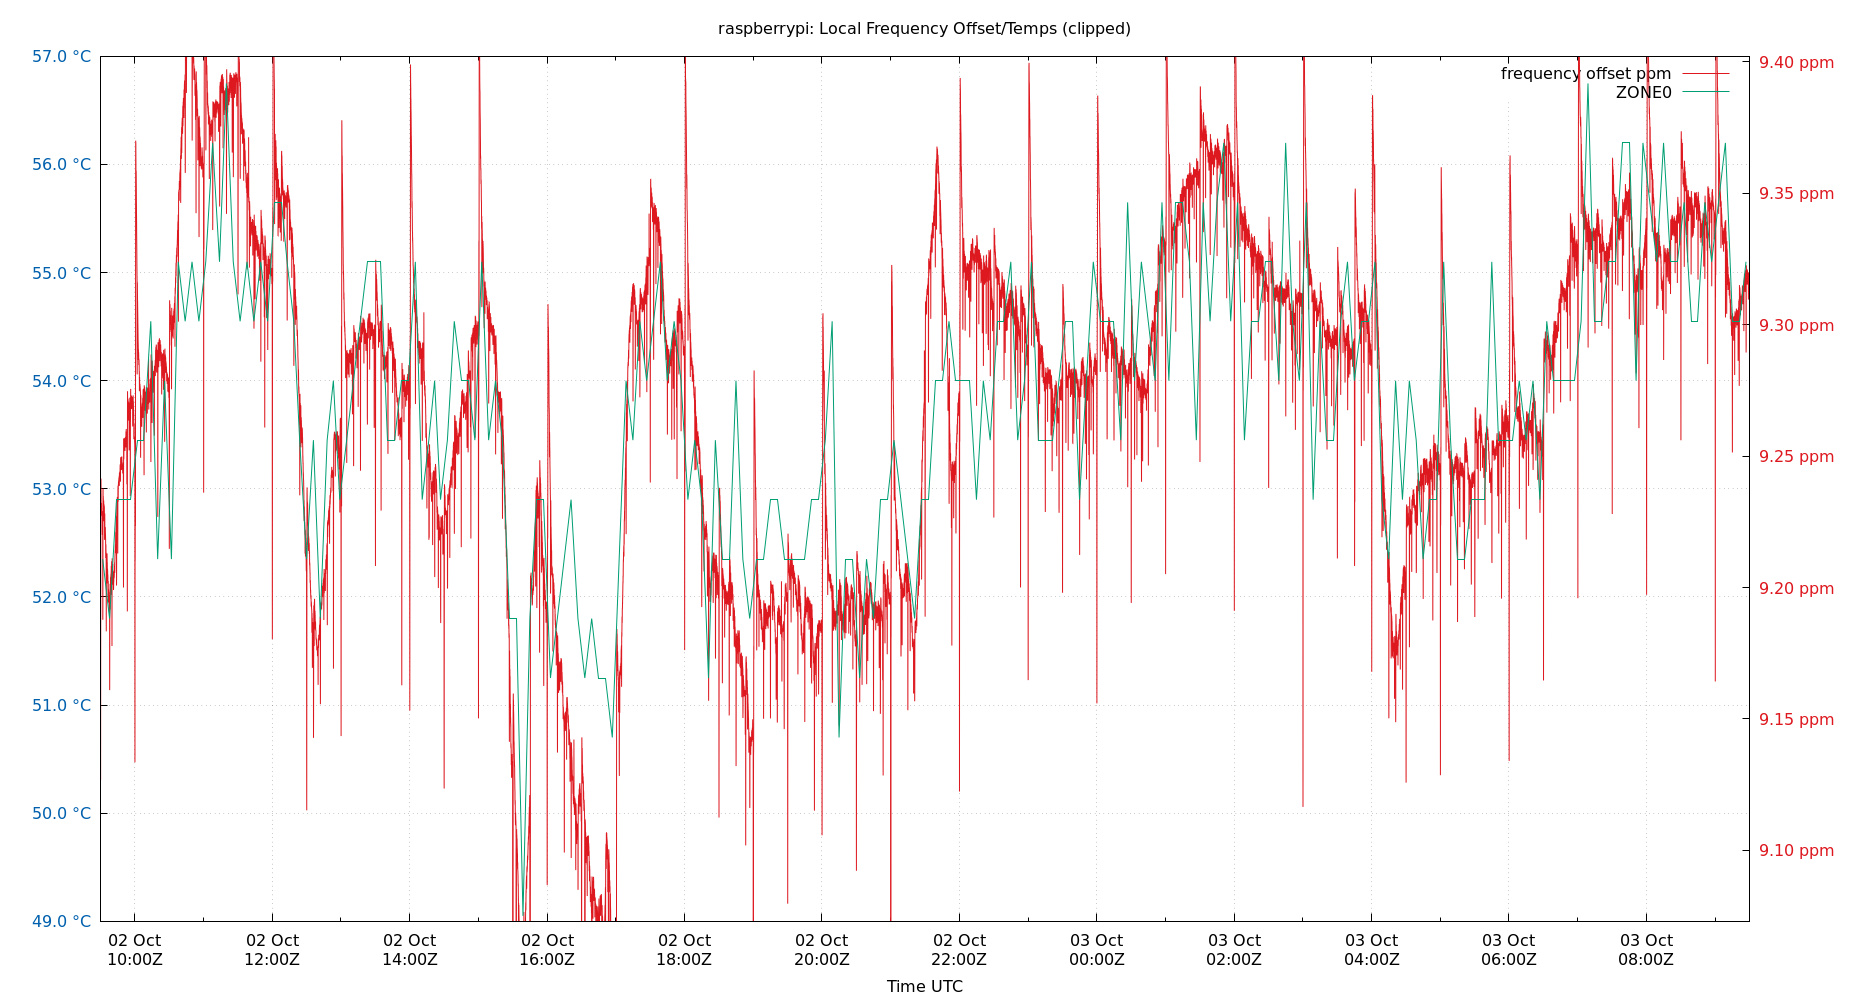 raspberrypi: Local Frequency Offset/Temps (clipped)
57.0 °C
56.0 °C
55.0 °C
54.0 °C
53.0 °C
52.0 °C
51.0 °C
50.0 °C
49.0 °C
frequency offset ppm
ZONE0
9.40 ppm
9.35 ppm
9.30 ppm
9.25 ppm
9.20 ppm
9.15 ppm
9.10 ppm
02 Oct 02 Oct 02 Oct 02 Oct 02 Oct 02 Oct 02 Oct 03 Oct 03 Oct 03 Oct 03 Oct 03 Oct
10:00Z 12:00Z 14:00Z 16:00Z 18:00Z 20:00Z 22:00Z 00:00Z 02:00Z 04:00Z 06:00Z 08:00Z
Time UTC